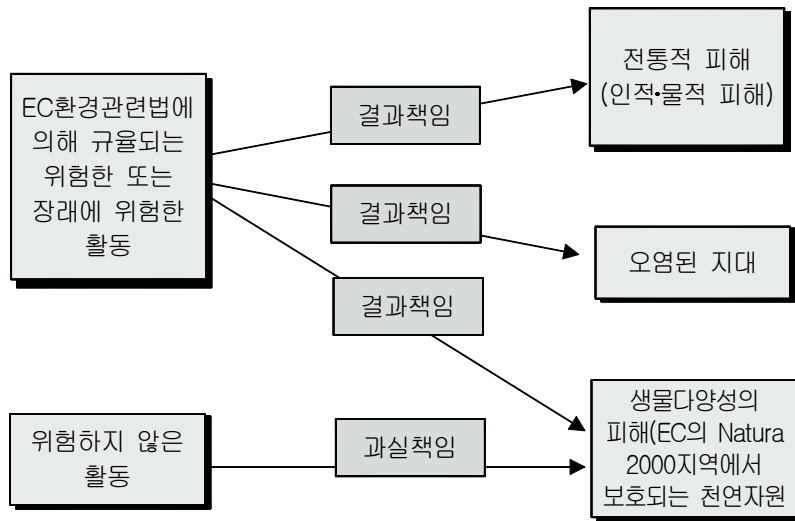 EC환경관련법에
의해 규율되는
위험한 또는
장래에 위험한
활동
결과책임
전통적 피해
(인적·물적 피해)
결과책임
오염된 지대
결과책임
위험하지 않은
활동
과실책임
생물다양성의
피해(EC의 Natura
2000지역에서
보호되는 천연자원